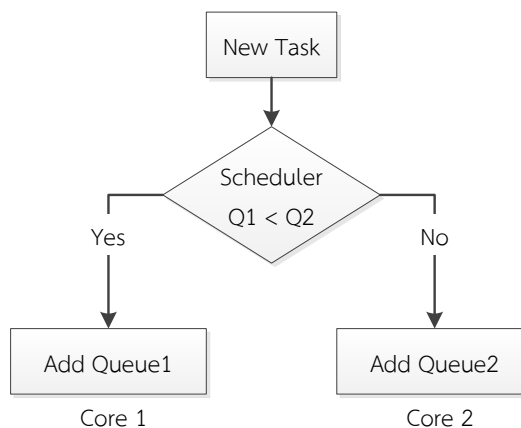 New Task
Scheduler
Q1 < Q2
Yes
No
Add Queue1
Add Queue2
Core 1
Core 2